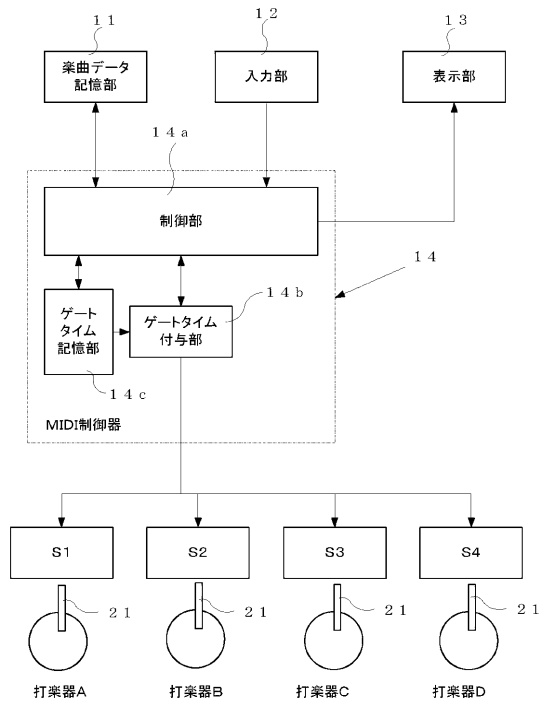 １１
１２
１３
楽曲データ
記憶部
入力部
表示部
１４a
制御部
１４
１４b
ゲート
タイム
記憶部
ゲートタイム
付与部
１４c
MIDI制御器
S1
S2
S3
S4
２１
２１
２１
２１
打楽器A
打楽器B
打楽器C
打楽器D